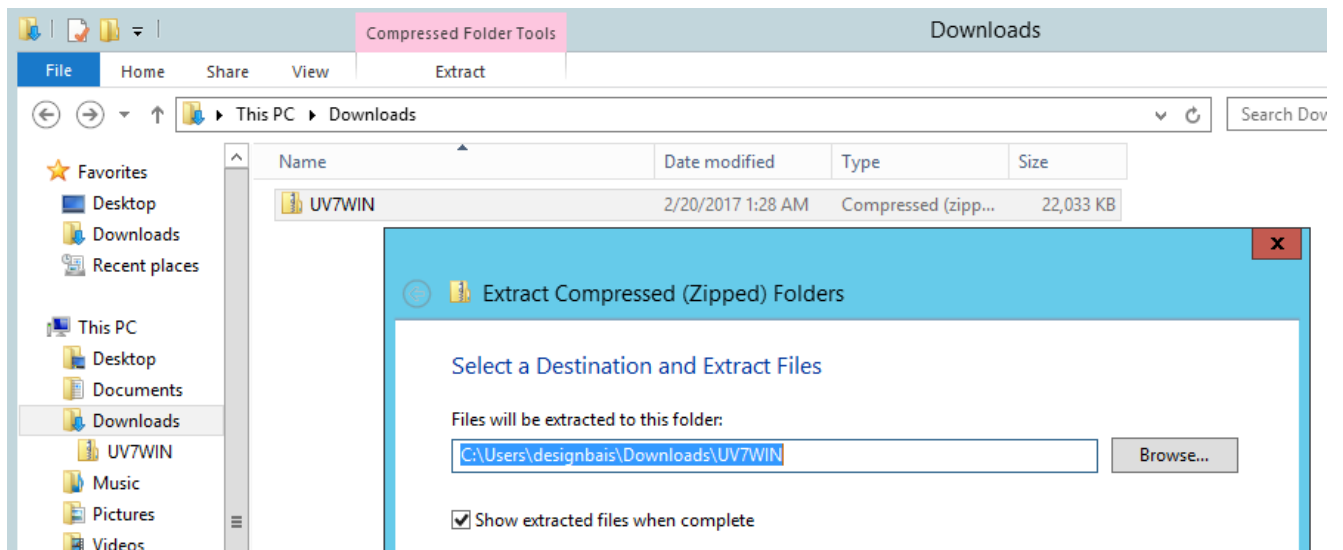 Compressed Folder Tools
Downloads
File Home Share View Extract
This PC Downloads
Search Dow
Favorites
Desktop
Downloads
Recent places
This PC
Desktop
Documents
Downloads
UV7WIN
Music
Pictures
Videos
Name Date modified Type Size
UV7WIN 2/20/2017 1:28 AM Compressed (zipp... 22,033 KB
x
Extract Compressed (Zipped) Folders
Select a Destination and Extract Files
Files will be extracted to this folder:
C:\Users\designbais\Downloads\UV7WIN
Browse...
Show extracted files when complete